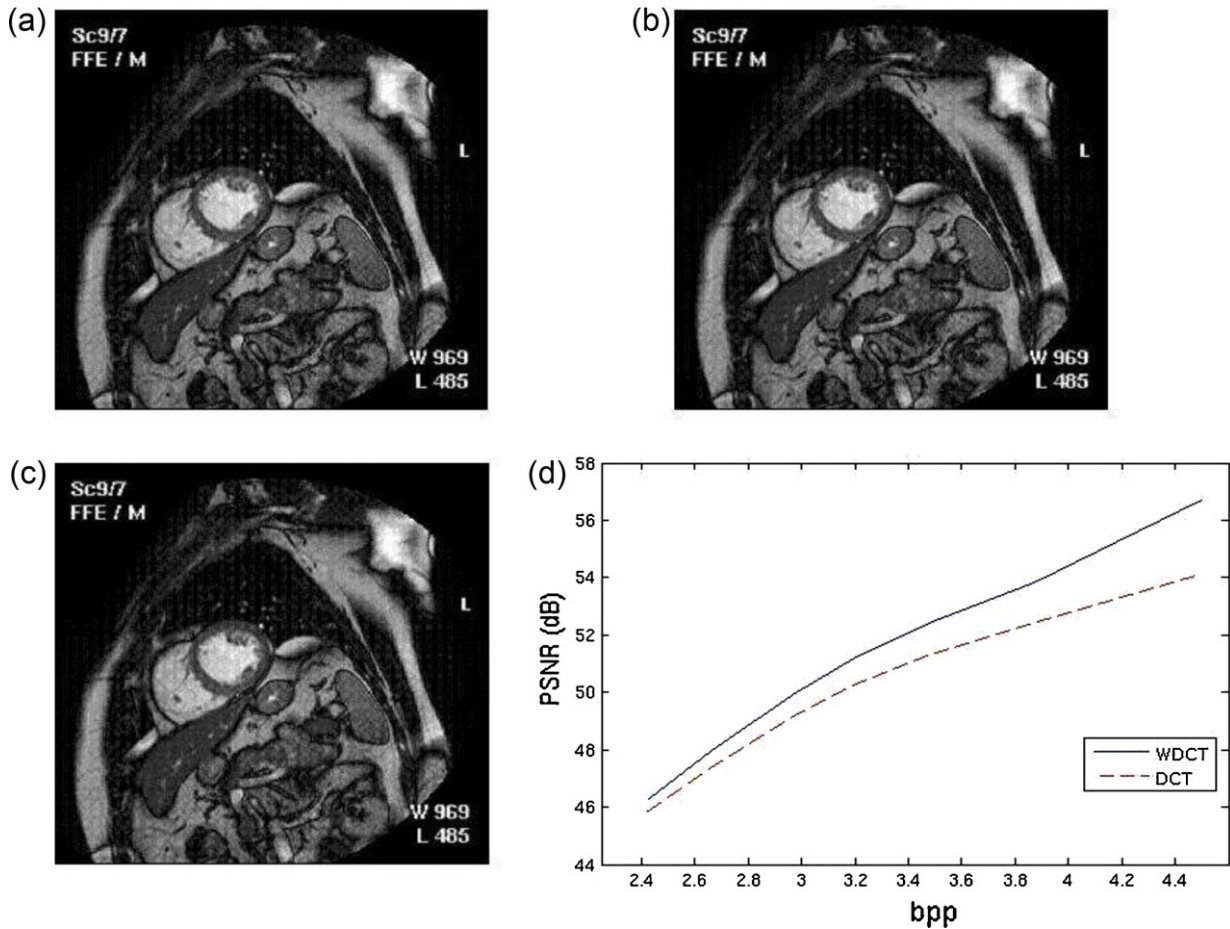 (a)
Sc9/7
FFE / M
L
W 969
L 485
(b)
Sc9/7
FFE / M
L
W 969
L 485
(c)
Sc9/7
FFE / M
L
W 969
L 485
(d)
58
56
54
52
50
48
46
44
PSNR (dB)
WDCT
DCT
2.4 2.6 2.8 3 3.2 3.4 3.6 3.8 4 4.2 4.4
bpp